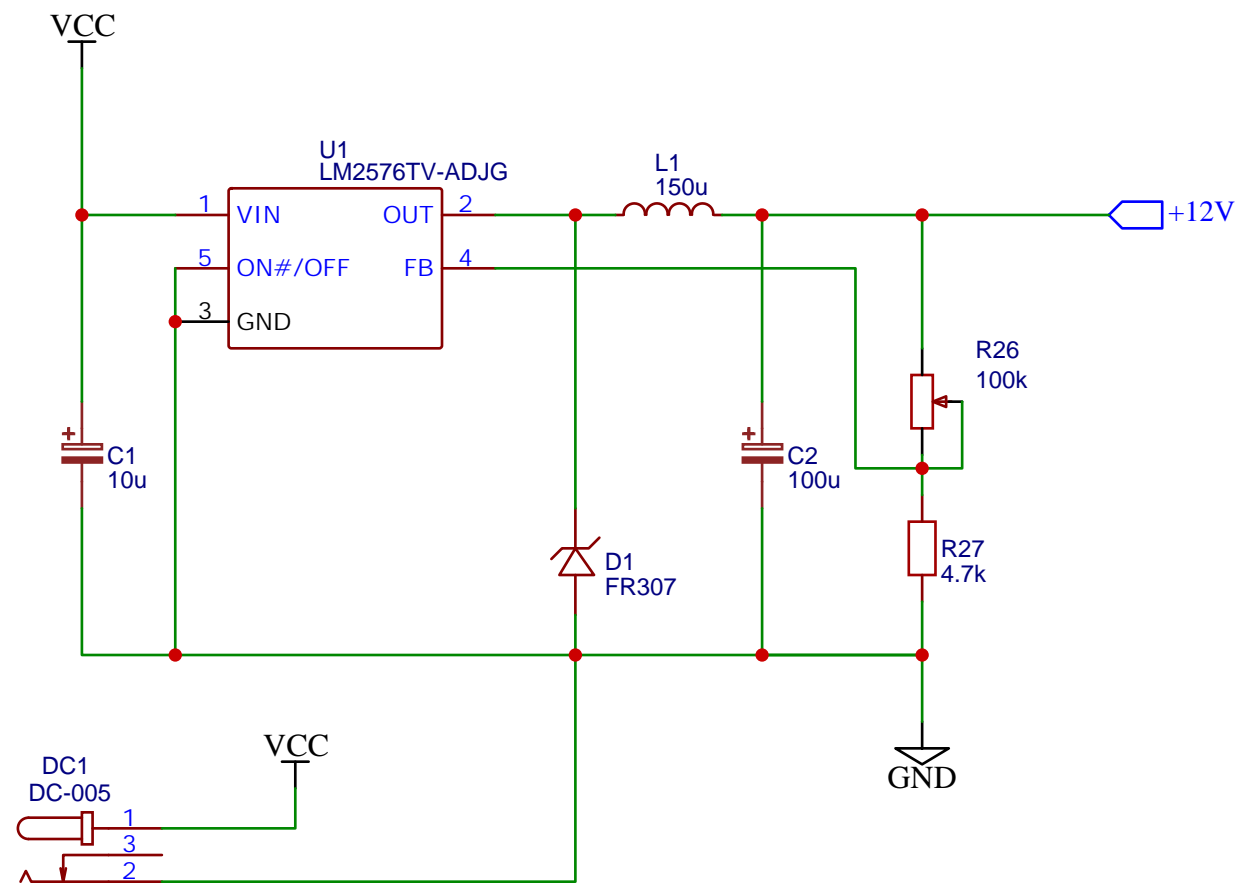 VCC
U1
LM2576TV-ADJG
L1
150u
1
VIN
OUT
2
+12V
5
ON#/OFF
FB
4
3
GND
R26
100k
+
C1
10u
+
C2
100u
D1
FR307
R27
4.7k
VCC
GND
DC1
DC-005
1
3
2